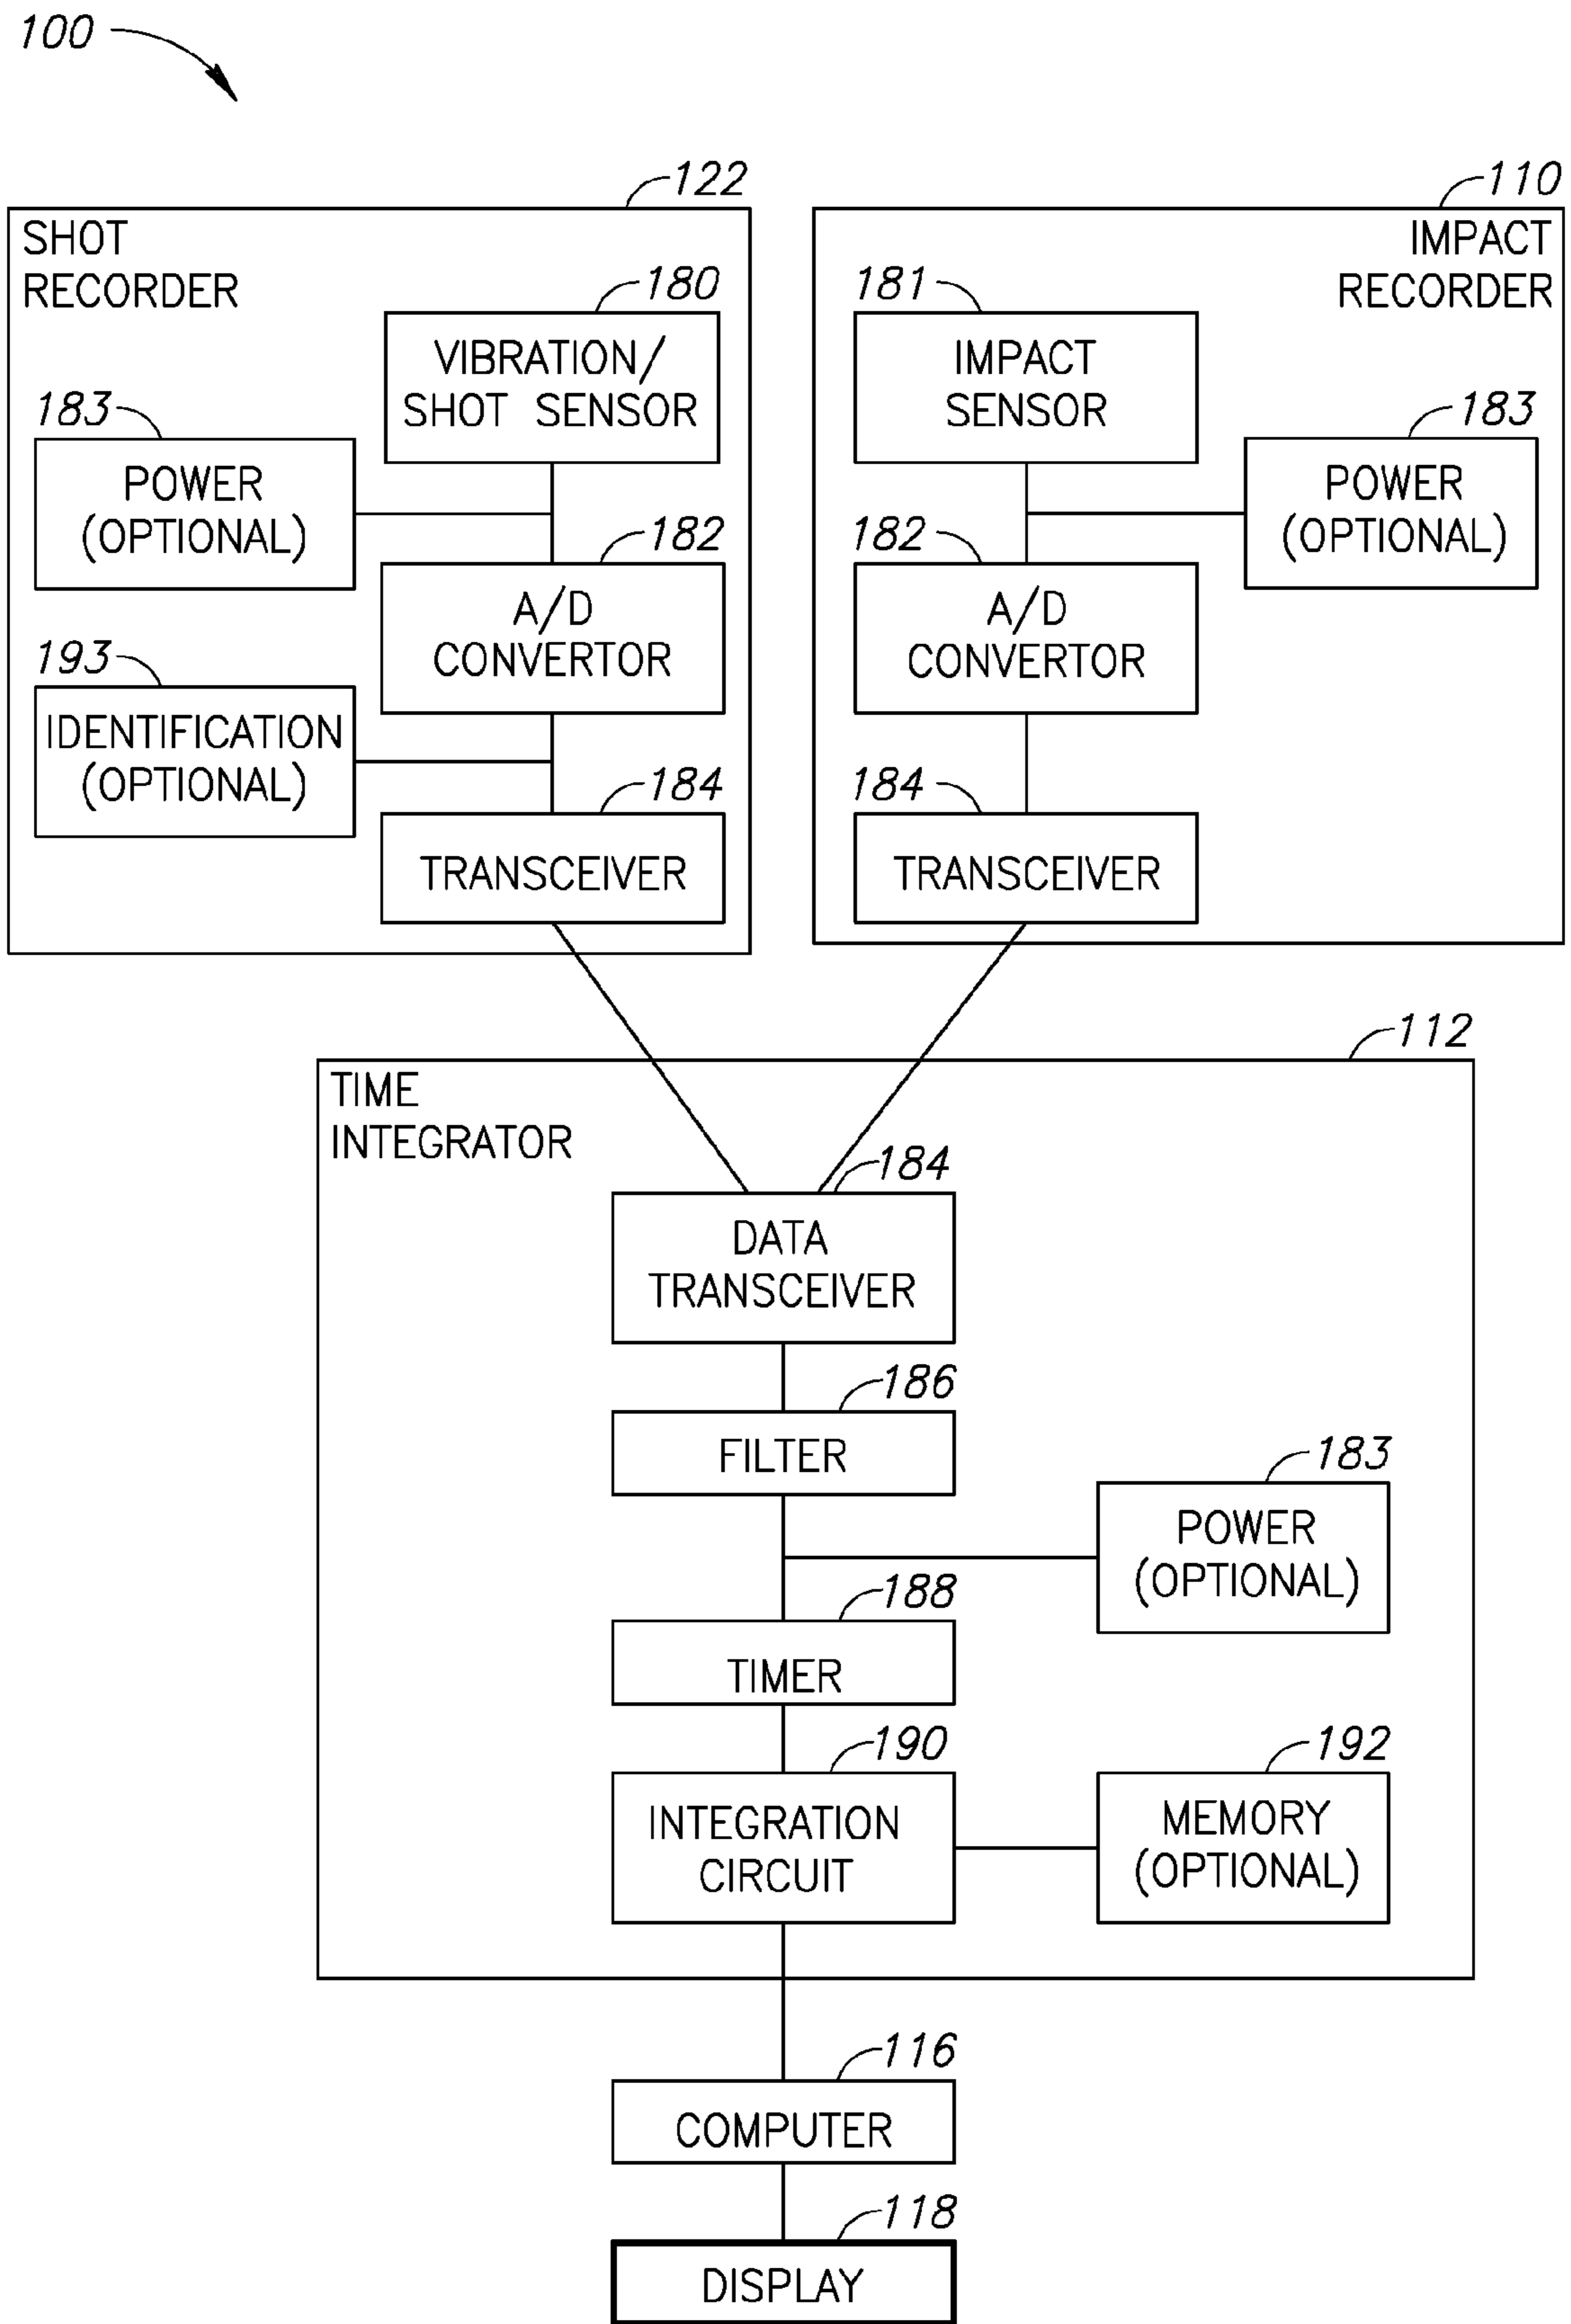 100
122
SHOT
RECORDER
180
VIBRATION/
SHOT SENSOR
183
POWER
(OPTIONAL)
182
A/D
CONVERTOR
193
IDENTIFICATION
(OPTIONAL)
184
TRANSCEIVER
110
IMPACT
RECORDER
181
IMPACT
SENSOR
183
POWER
(OPTIONAL)
182
A/D
CONVERTOR
184
TRANSCEIVER
112
TIME
INTEGRATOR
184
DATA
TRANSCEIVER
186
FILTER
183
POWER
(OPTIONAL)
188
TIMER
190
INTEGRATION
CIRCUIT
192
MEMORY
(OPTIONAL)
116
COMPUTER
118
DISPLAY